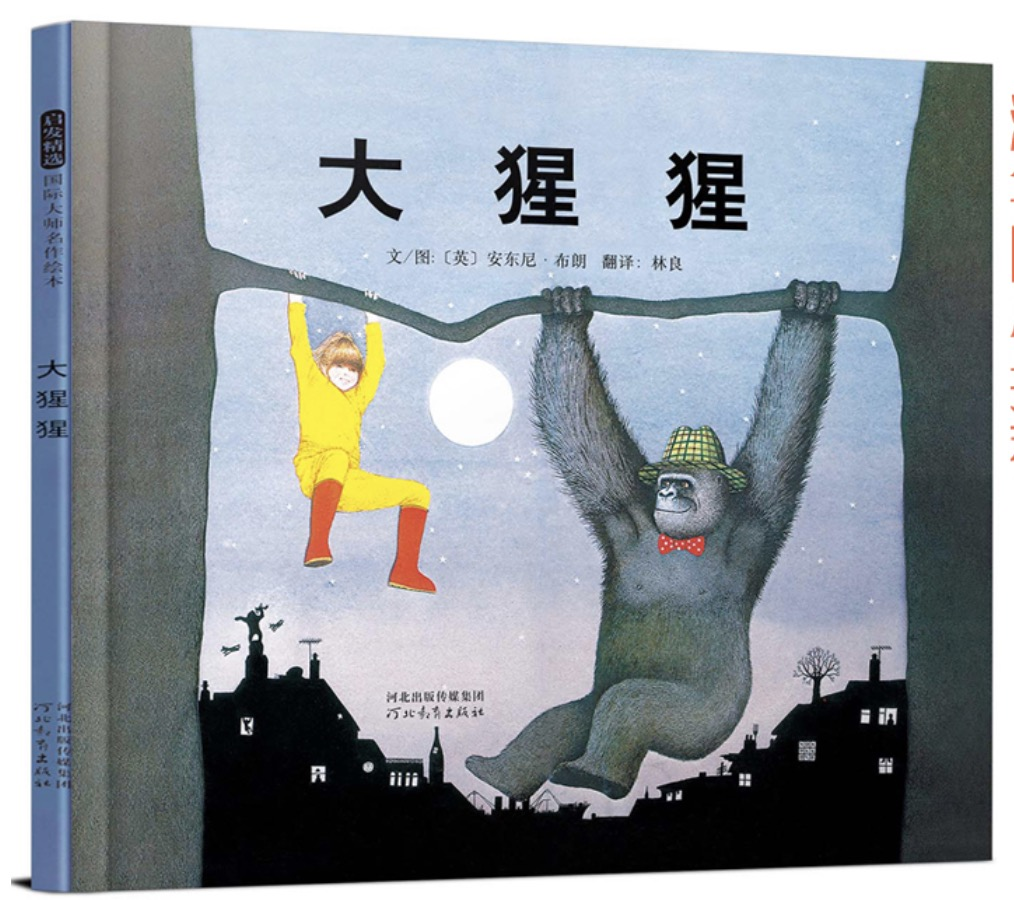 大猩猩
文/图:〔英〕安东尼·布朗 翻译:林良
河北出版传媒集团
河北教育出版社
启发精选
国际大师名作绘本
大猩猩
河北出版传媒集团
河北教育出版社